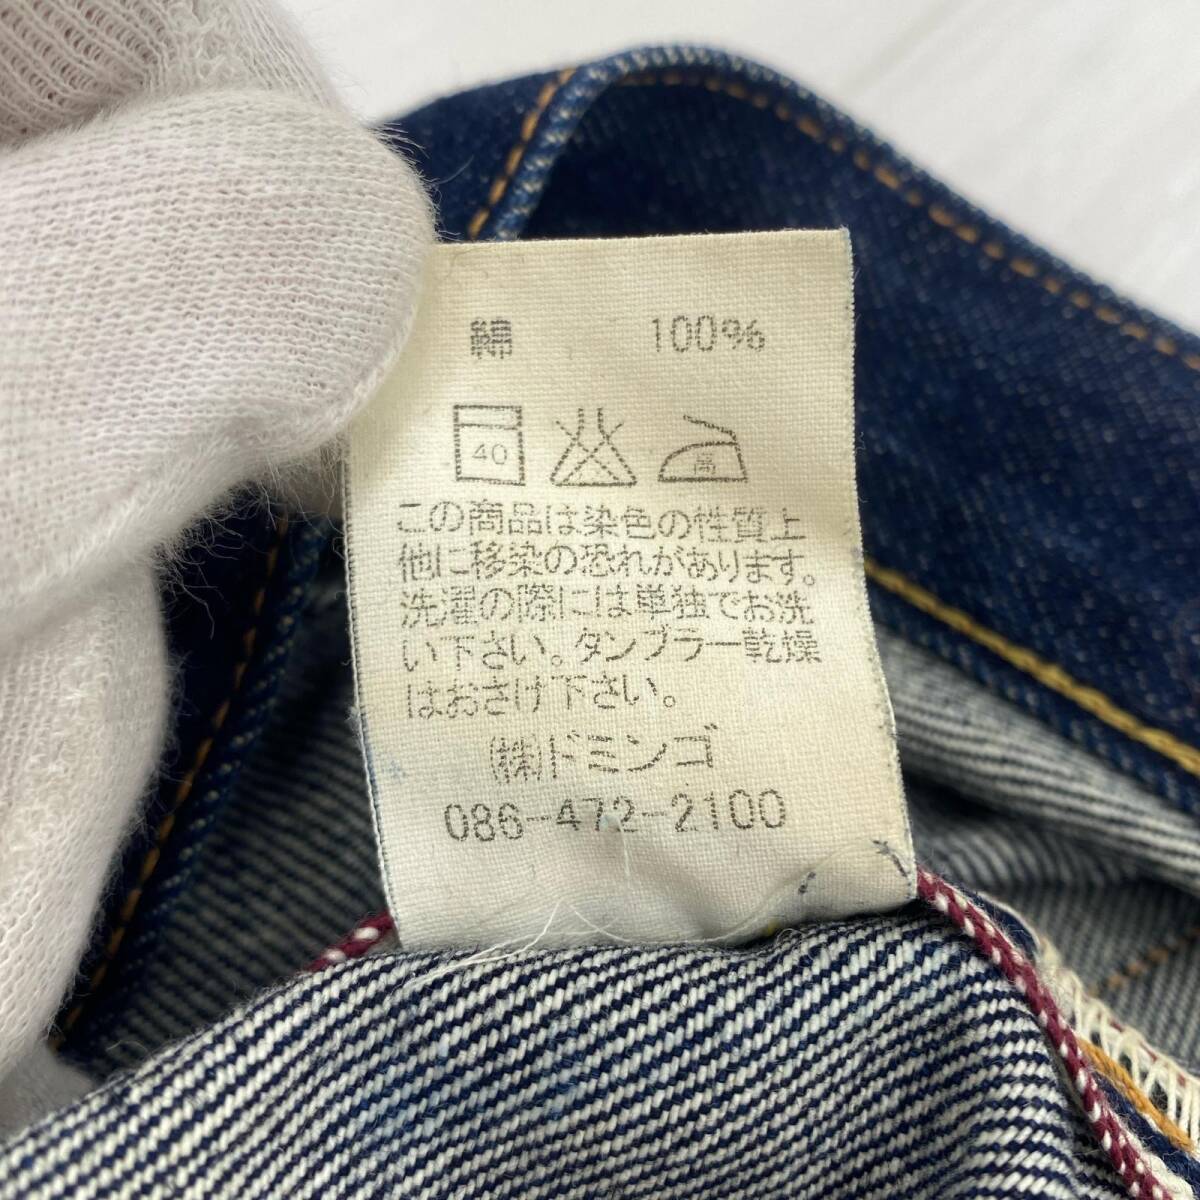 綿 100%
40 高
この商品は染色の性質上
他に移染の恐れがあります。
洗濯の際には単独でお洗
い下さい。タンブラー乾燥
はおさけ下さい。
(株)ドミンゴ
086-472-2100